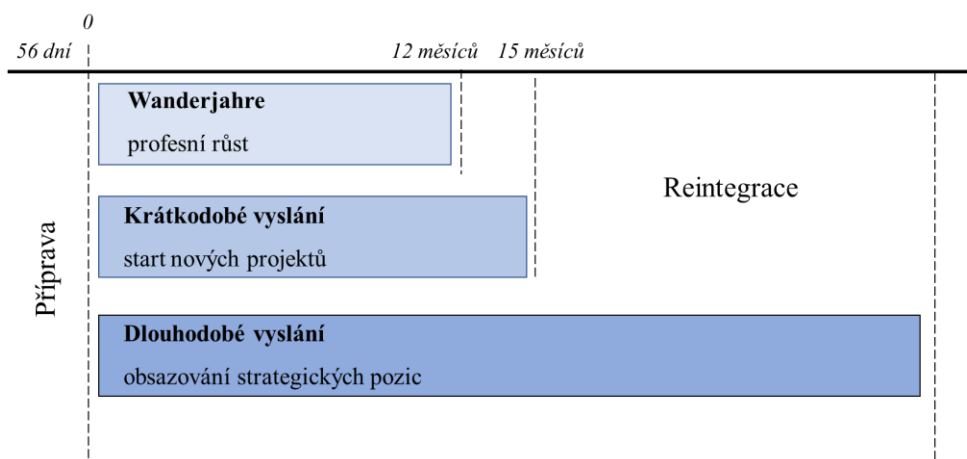 0
56 dní
12 měsíců
15 měsíců
Wanderjahre
profesní růst
Reintegrace
Krátkodobé vyslání
start nových projektů
Příprava
Dlouhodobé vyslání
obsazování strategických pozic